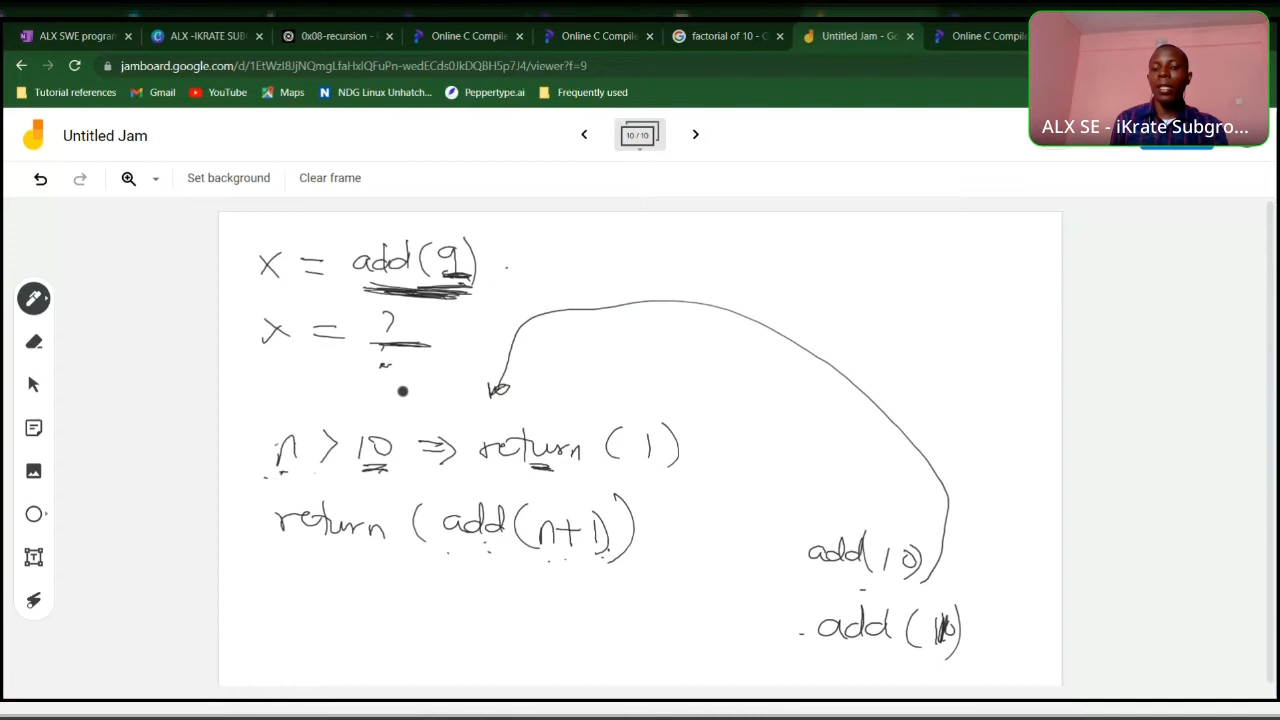 ALX SWE program
ALX -IKRATE SUBG
0x08-recursion -
Online C Compile
Online C Compile
factorial of 10 - G
Untitled Jam - Go
Online C Compile
jamboard.google.com/d/1EtWzI8JjNQmgLfaHxlQFuPn-wedECds0JkDQBH5p7J4/viewer?f=9
Tutorial references
Gmail
YouTube
Maps
NDG Linux Unhatch...
Peppertype.ai
Frequently used
ALX SE - iKrate Subgro...
Untitled Jam
10 / 10
Set background
Clear frame
x = add(9)
x = ?
n > 10 ⇒ return (1)
return (add(n+1))
add(10)